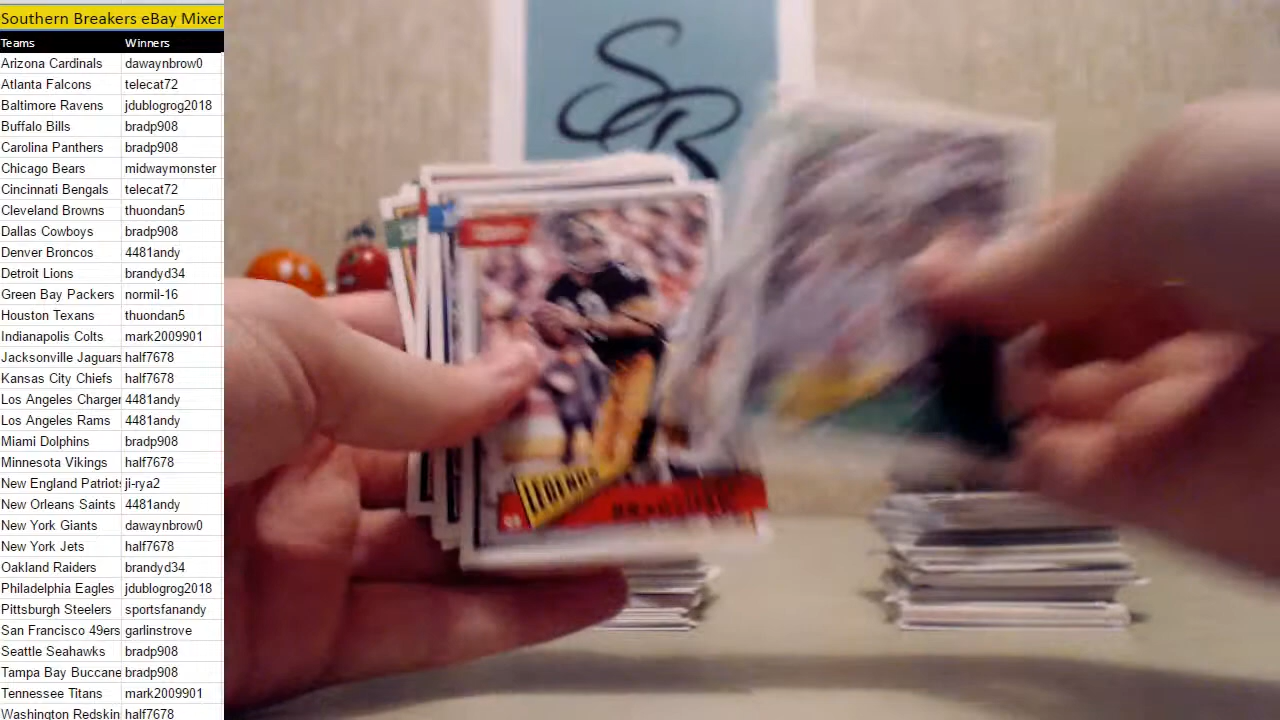 Southern Breakers eBay Mixer
Teams Winners
Arizona Cardinals dawaynbrow0
Atlanta Falcons telecat72
Baltimore Ravens jdublogrog2018
Buffalo Bills bradp908
Carolina Panthers bradp908
Chicago Bears midwaymonster
Cincinnati Bengals telecat72
Cleveland Browns thuondan5
Dallas Cowboys bradp908
Denver Broncos 4481andy
Detroit Lions brandyd34
Green Bay Packers normil-16
Houston Texans thuondan5
Indianapolis Colts mark2009901
Jacksonville Jaguars half7678
Kansas City Chiefs half7678
Los Angeles Charger 4481andy
Los Angeles Rams 4481andy
Miami Dolphins bradp908
Minnesota Vikings half7678
New England Patriots ji-rya2
New Orleans Saints 4481andy
New York Giants dawaynbrow0
New York Jets half7678
Oakland Raiders brandyd34
Philadelphia Eagles jdublogrog2018
Pittsburgh Steelers sportsfanandy
San Francisco 49ers garlinstrove
Seattle Seahawks bradp908
Tampa Bay Buccane bradp908
Tennessee Titans mark2009901
Washington Redskin half7678
SR
LEGENDS